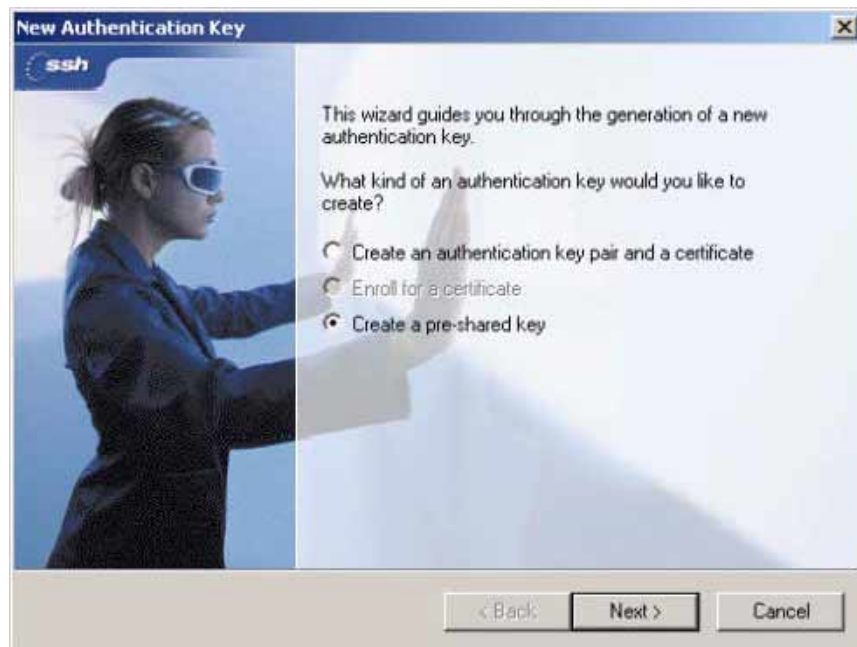 New Authentication Key
ssh
This wizard guides you through the generation of a new
authentication key.
What kind of an authentication key would you like to
create?
Create an authentication key pair and a certificate
Enroll for a certificate
Create a pre-shared key
< Back
Next >
Cancel